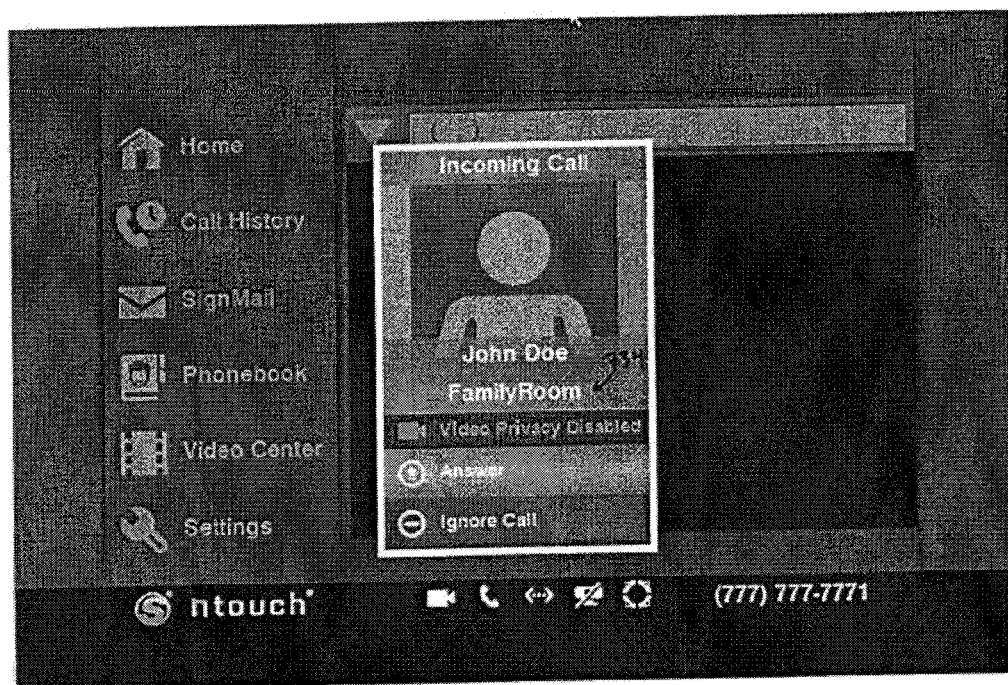 Home
Call History
SignMail
Phonebook
Video Center
Settings
Incoming Call
John Doe
334
FamilyRoom
Video Privacy Disabled
Answer
Ignore Call
ntouch
(777) 777-7771